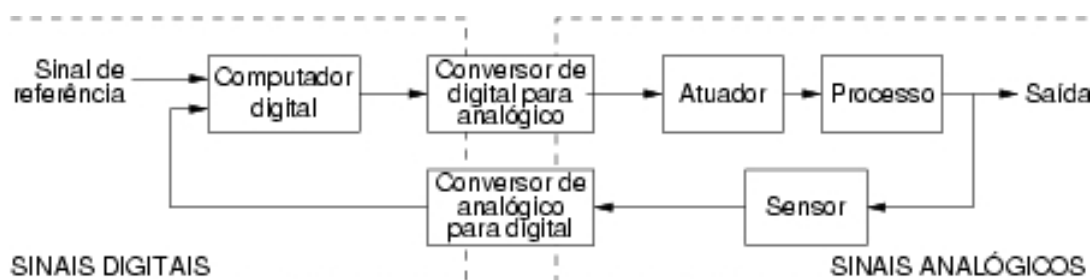 Sinal de
referência
Computador
digital
Conversor de
digital para
analógico
Atuador
Processo
Saída
Conversor de
analógico
para digital
Sensor
SINAIS DIGITAIS
SINAIS ANALÓGICOS